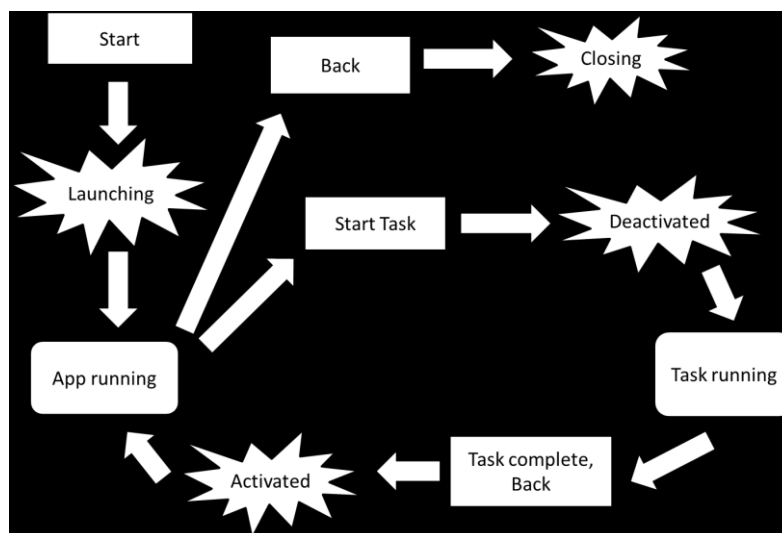 Start
Back
Closing
Launching
Start Task
Deactivated
App running
Task running
Activated
Task complete,
Back